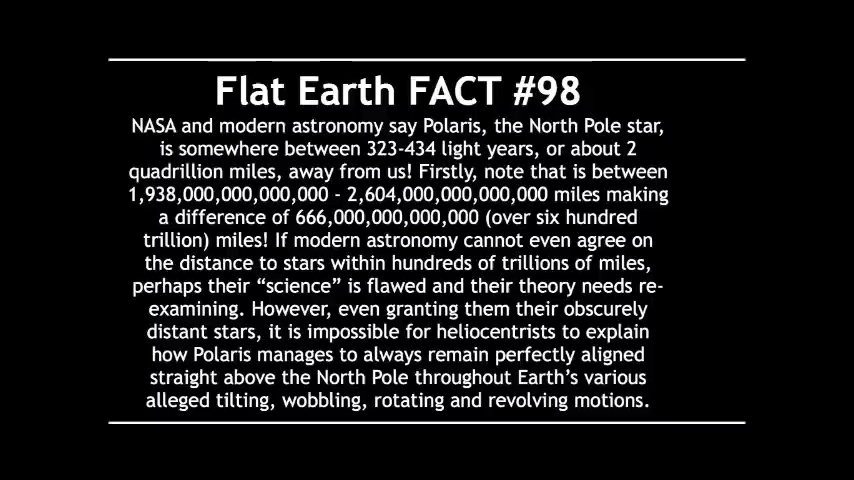 Flat Earth FACT #98
NASA and modern astronomy say Polaris, the North Pole star,
is somewhere between 323-434 light years, or about 2
quadrillion miles, away from us! Firstly, note that is between
1,938,000,000,000,000 - 2,604,000,000,000,000 miles making
a difference of 666,000,000,000,000 (over six hundred
trillion) miles! If modern astronomy cannot even agree on
the distance to stars within hundreds of trillions of miles,
perhaps their “science” is flawed and their theory needs re-
examining. However, even granting them their obscurely
distant stars, it is impossible for heliocentrists to explain
how Polaris manages to always remain perfectly aligned
straight above the North Pole throughout Earth’s various
alleged tilting, wobbling, rotating and revolving motions.